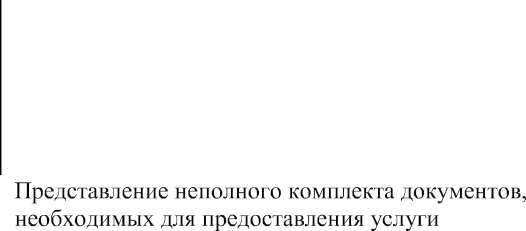 Представление неполного комплекта документов,
необходимых для предоставления услуги